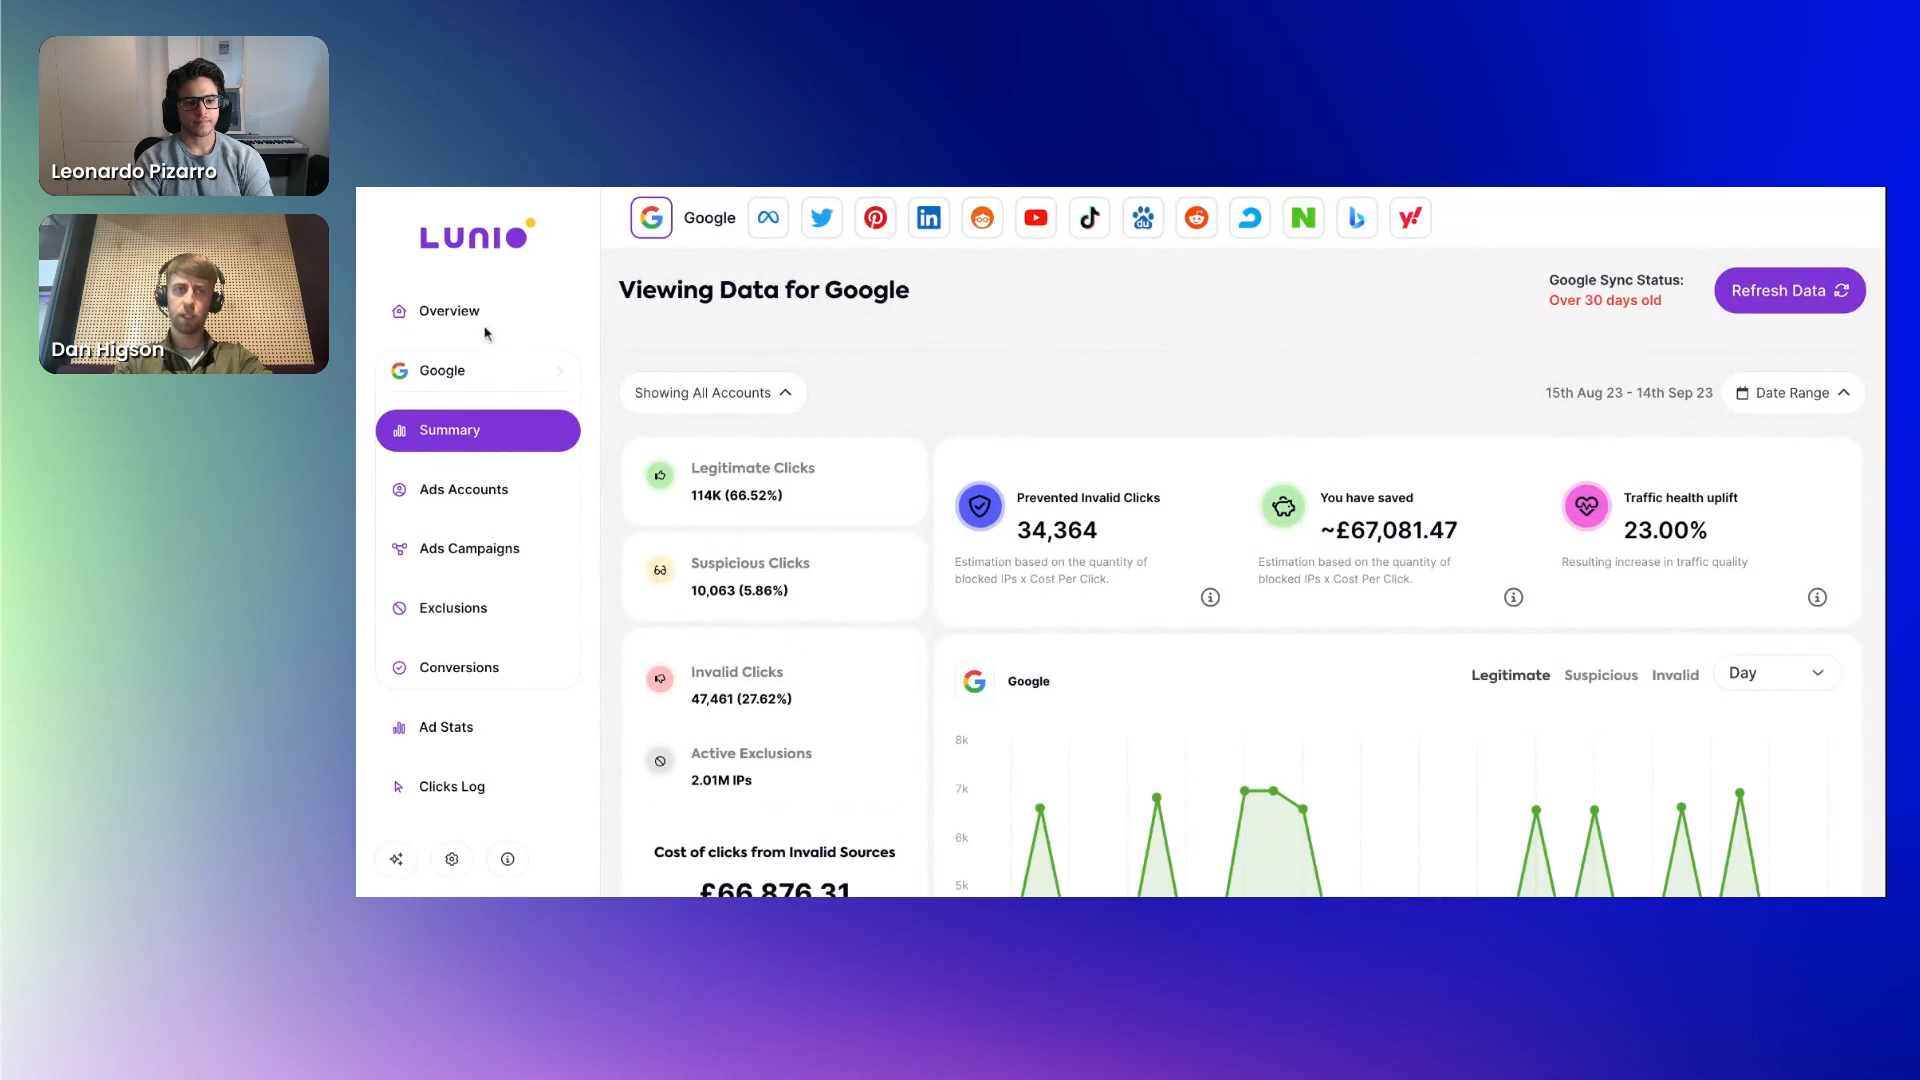 Leonardo Pizarro
Dan Higson
LUNIO
Overview
Google
Summary
Ads Accounts
Ads Campaigns
Exclusions
Conversions
Ad Stats
Clicks Log
Google
Viewing Data for Google
Google Sync Status:
Over 30 days old
Refresh Data
Showing All Accounts
15th Aug 23 - 14th Sep 23
Date Range
Legitimate Clicks
114K (66.52%)
Suspicious Clicks
10,063 (5.86%)
Invalid Clicks
47,461 (27.62%)
Active Exclusions
2.01M IPs
Cost of clicks from Invalid Sources
£66,876.31
Prevented Invalid Clicks
34,364
Estimation based on the quantity of
blocked IPs x Cost Per Click.
You have saved
~£67,081.47
Estimation based on the quantity of
blocked IPs x Cost Per Click.
Traffic health uplift
23.00%
Resulting increase in traffic quality
Google
Legitimate Suspicious Invalid
Day
8k
7k
6k
5k